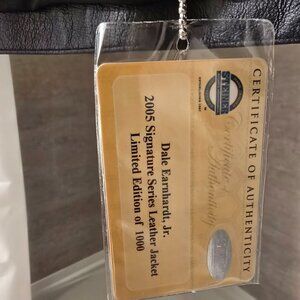 CERTIFICATE OF AUTHENTICITY
Dale Earnhardt, Jr.
2005 Signature Series Leather Jacket
Limited Edition of 1000